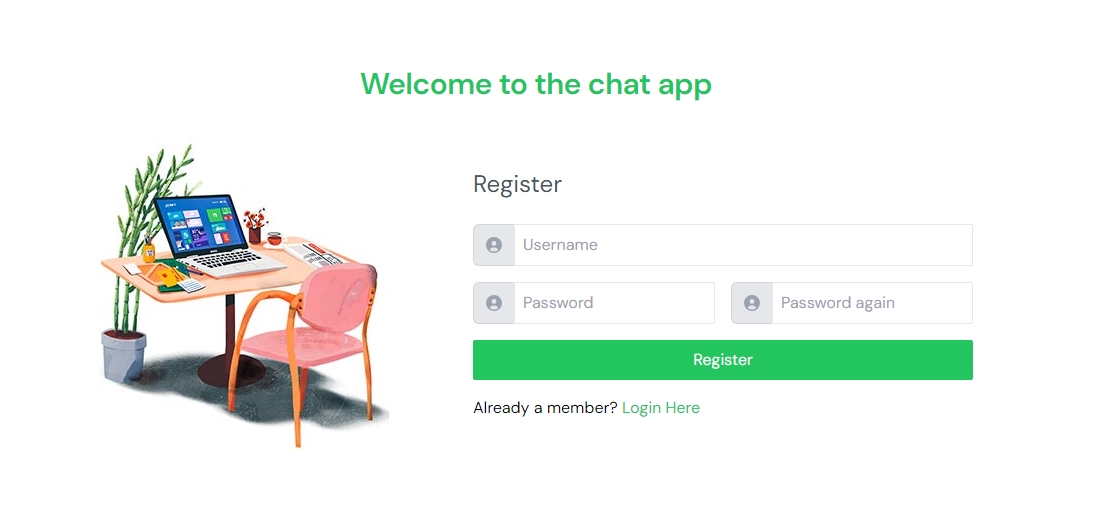 Welcome to the chat app
Register
Username
Password
Password again
Register
Already a member? Login Here